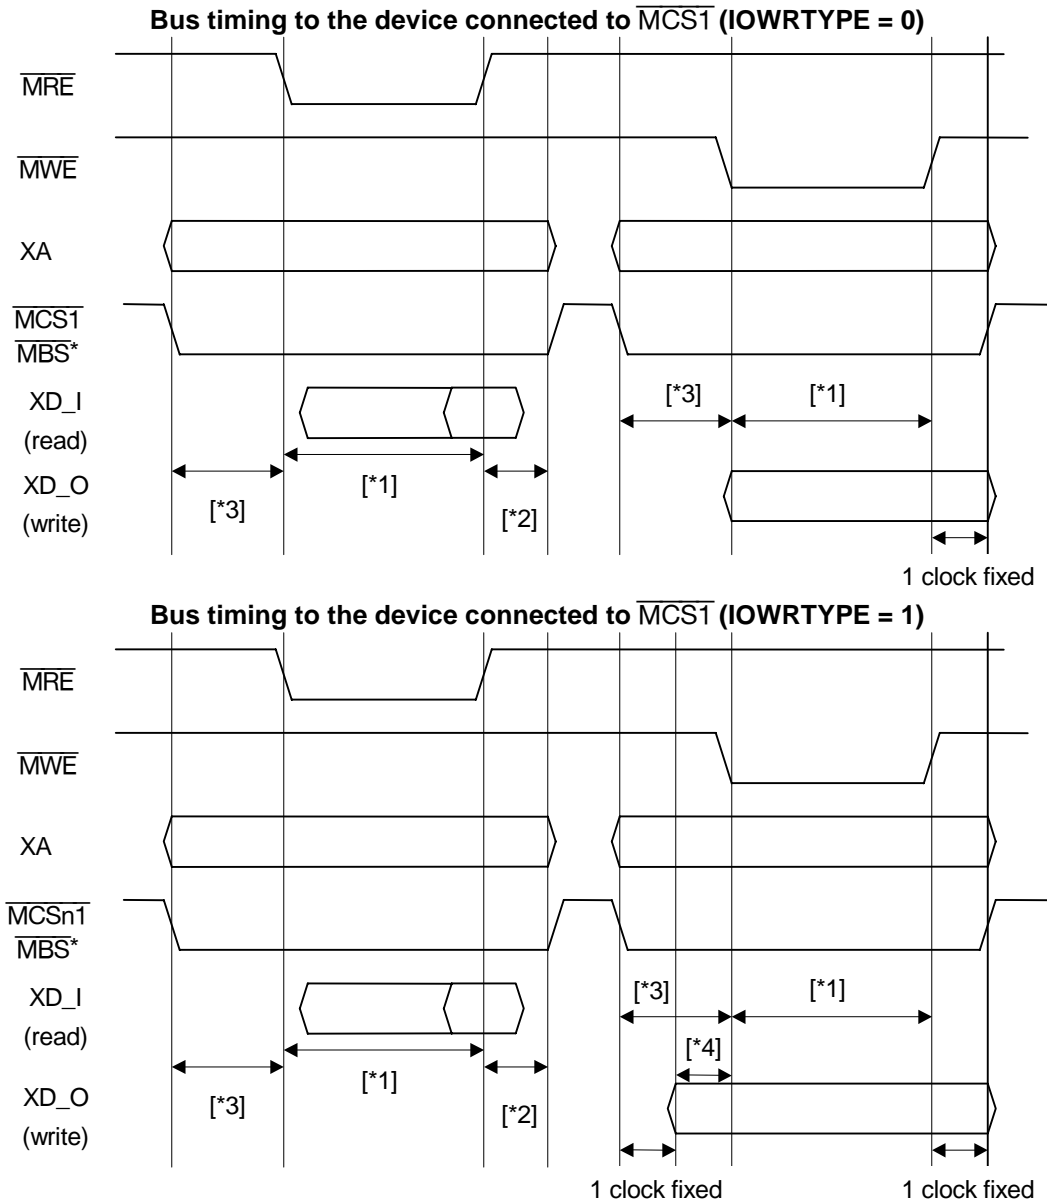 Bus timing to the device connected to MCS1 (IOWRTYPE = 0)
MRE
MWE
XA
MCS1
MBS*
XD_I
(read)
[*3] [*1]
[*1]
XD_O
(write)
[*3]
[*2]
1 clock fixed
Bus timing to the device connected to MCS1 (IOWRTYPE = 1)
MRE
MWE
XA
MCSn1
MBS*
XD_I
(read)
[*3] [*1]
[*4]
[*1]
XD_O
(write)
[*3]
[*2]
1 clock fixed 1 clock fixed